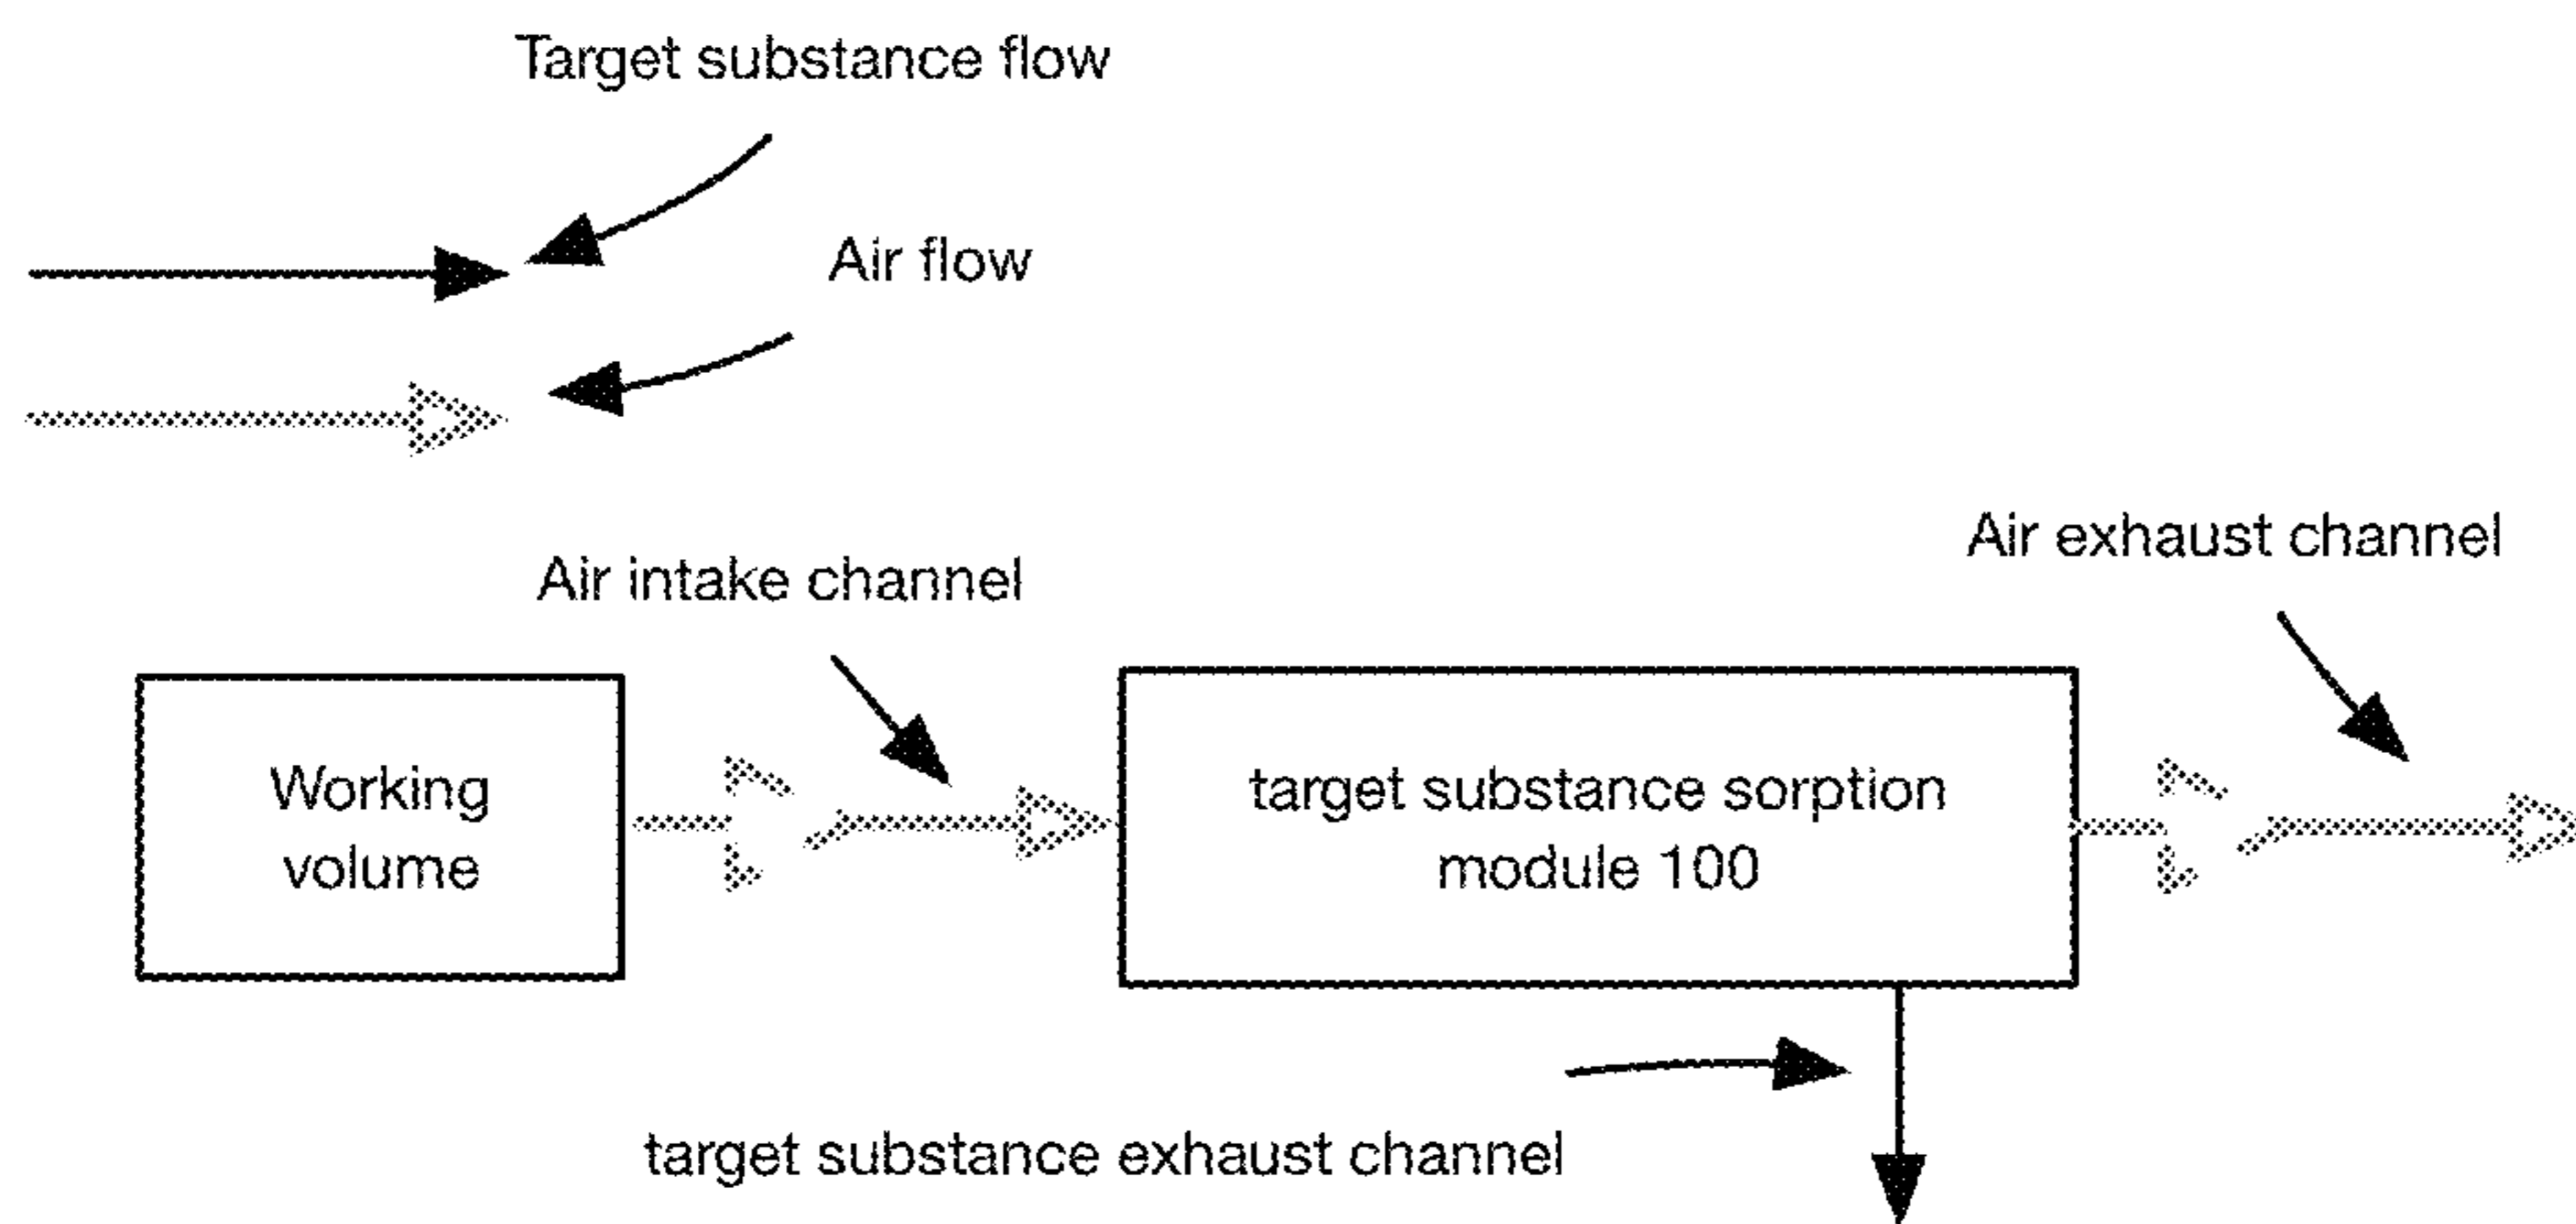 Target substance flow
Air flow
Air exhaust channel
Air intake channel
Working
volume
target substance sorption
module 100
target substance exhaust channel